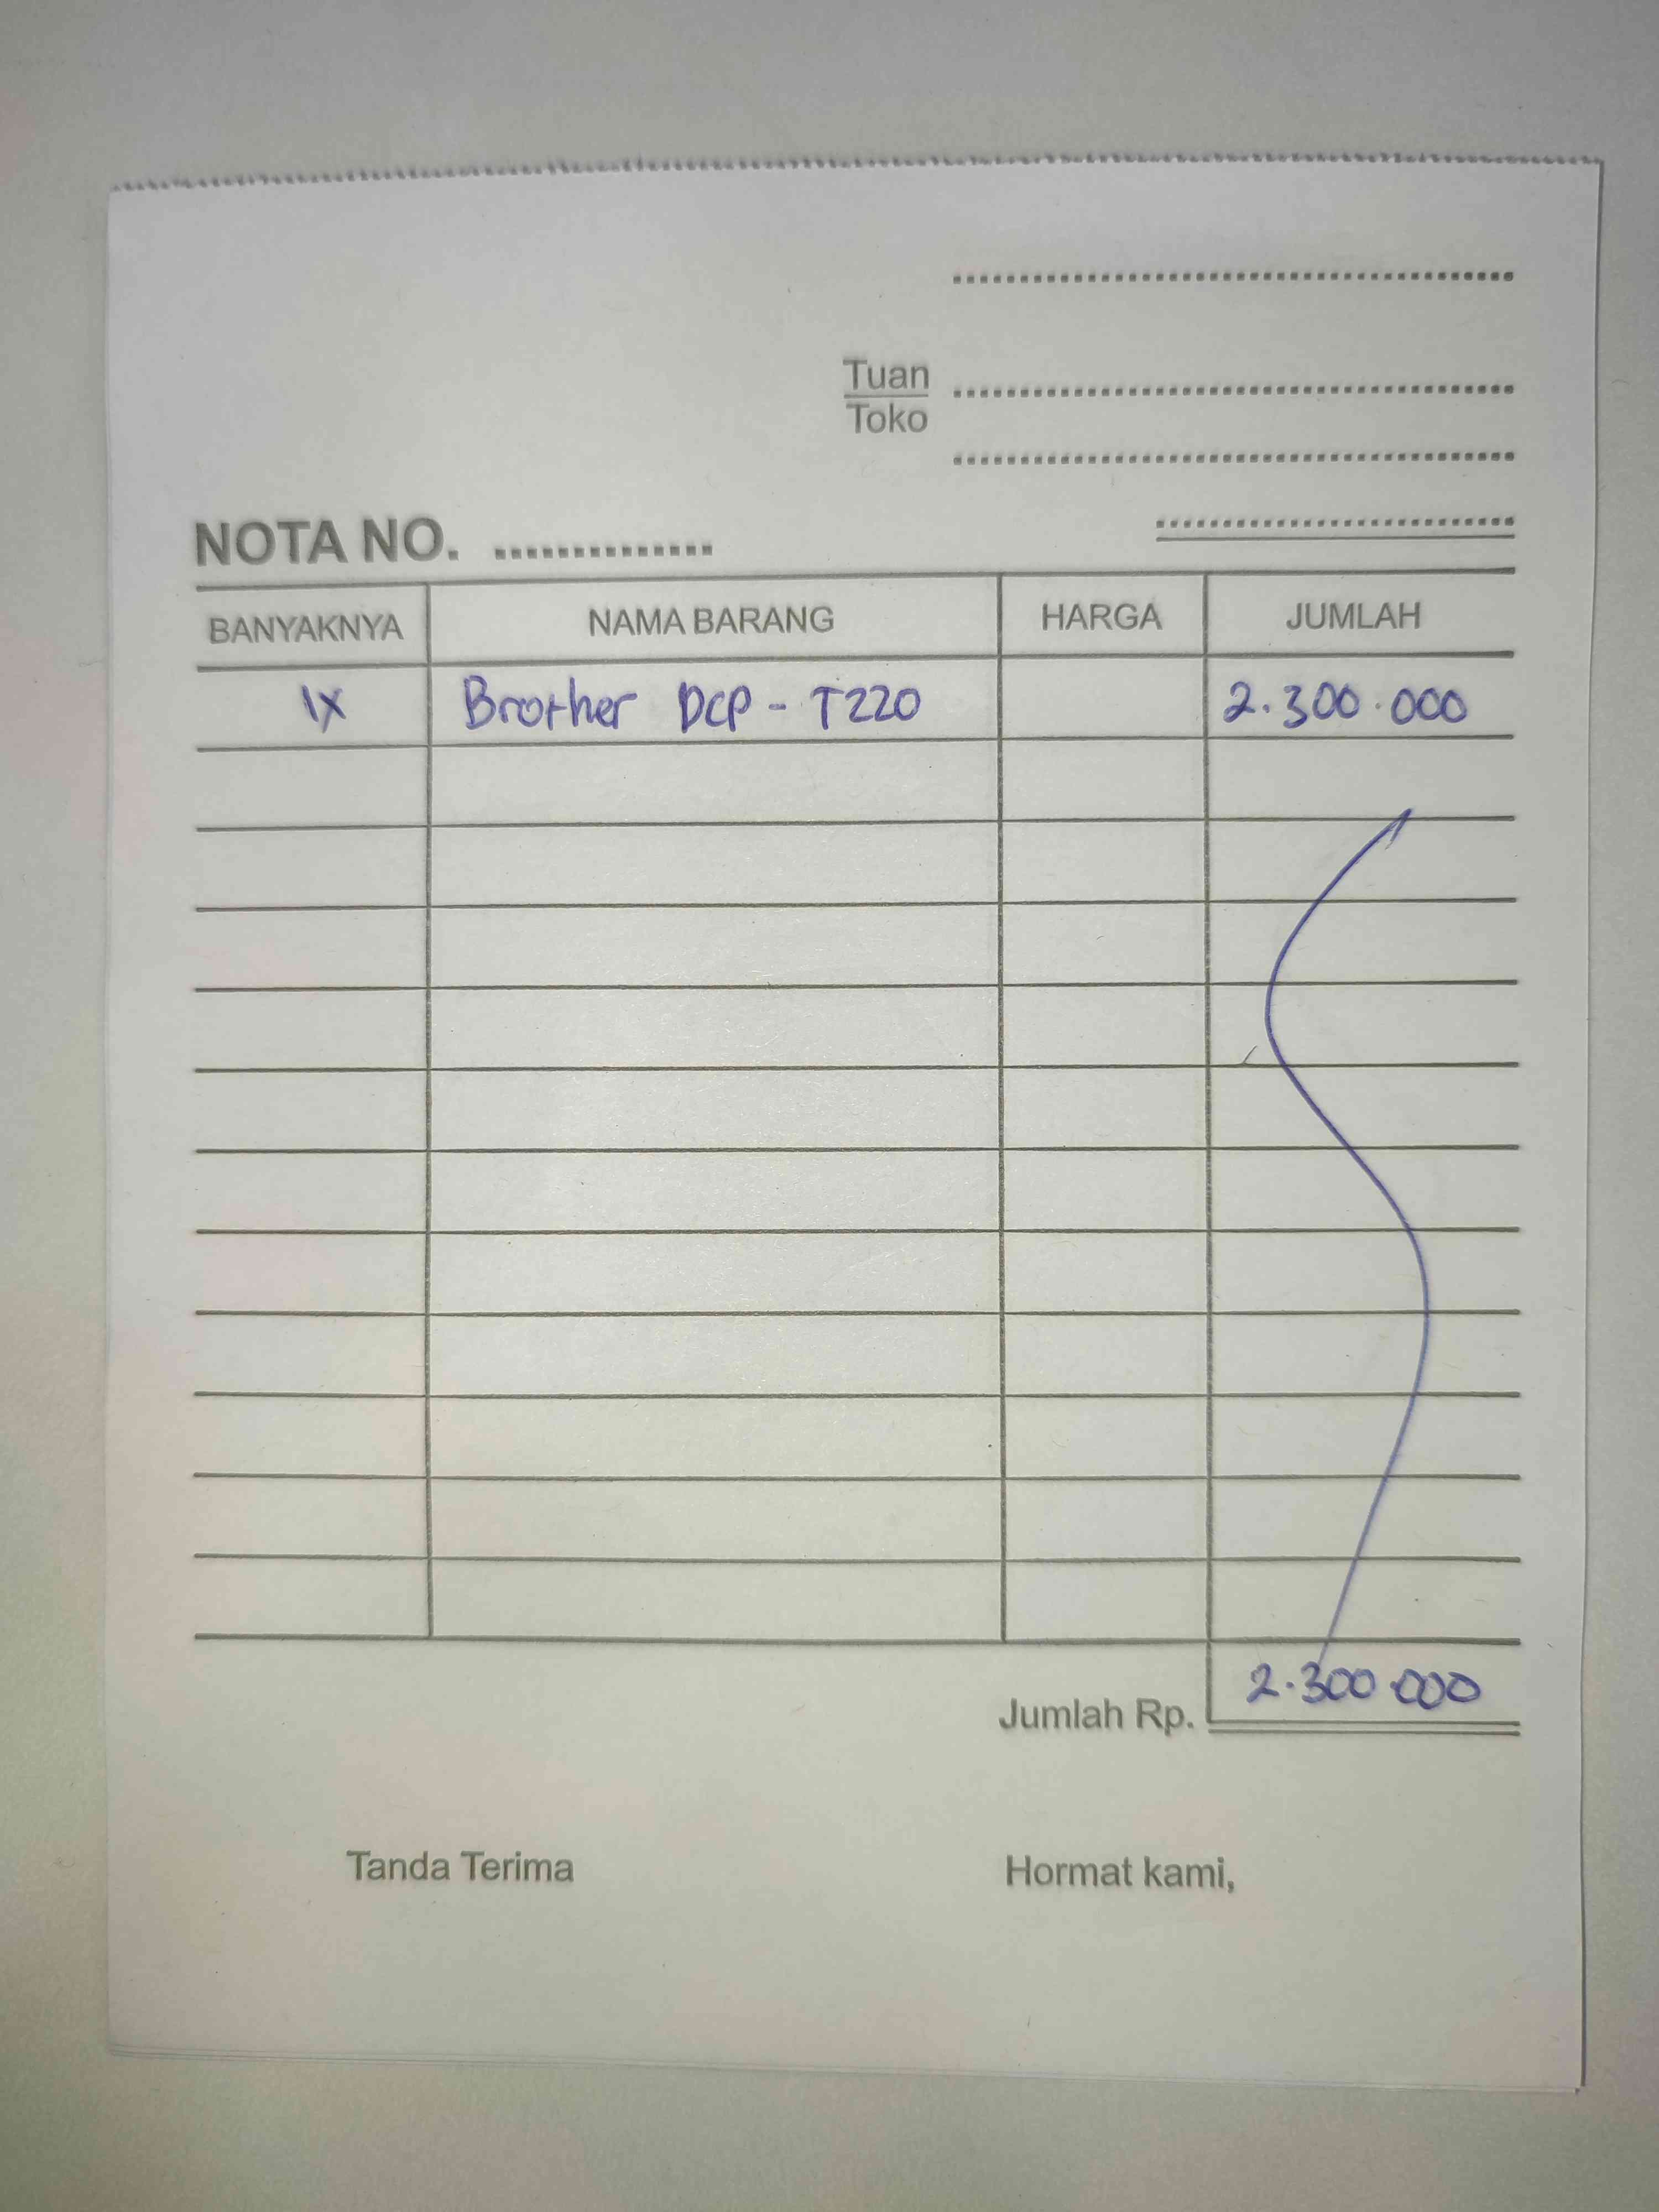 Tuan
Toko
NOTA NO. ..............
BANYAKNYA NAMA BARANG HARGA JUMLAH
1x Brother DCP - T220 2.300.000
Jumlah Rp. 2.300.000
Tanda Terima Hormat kami,